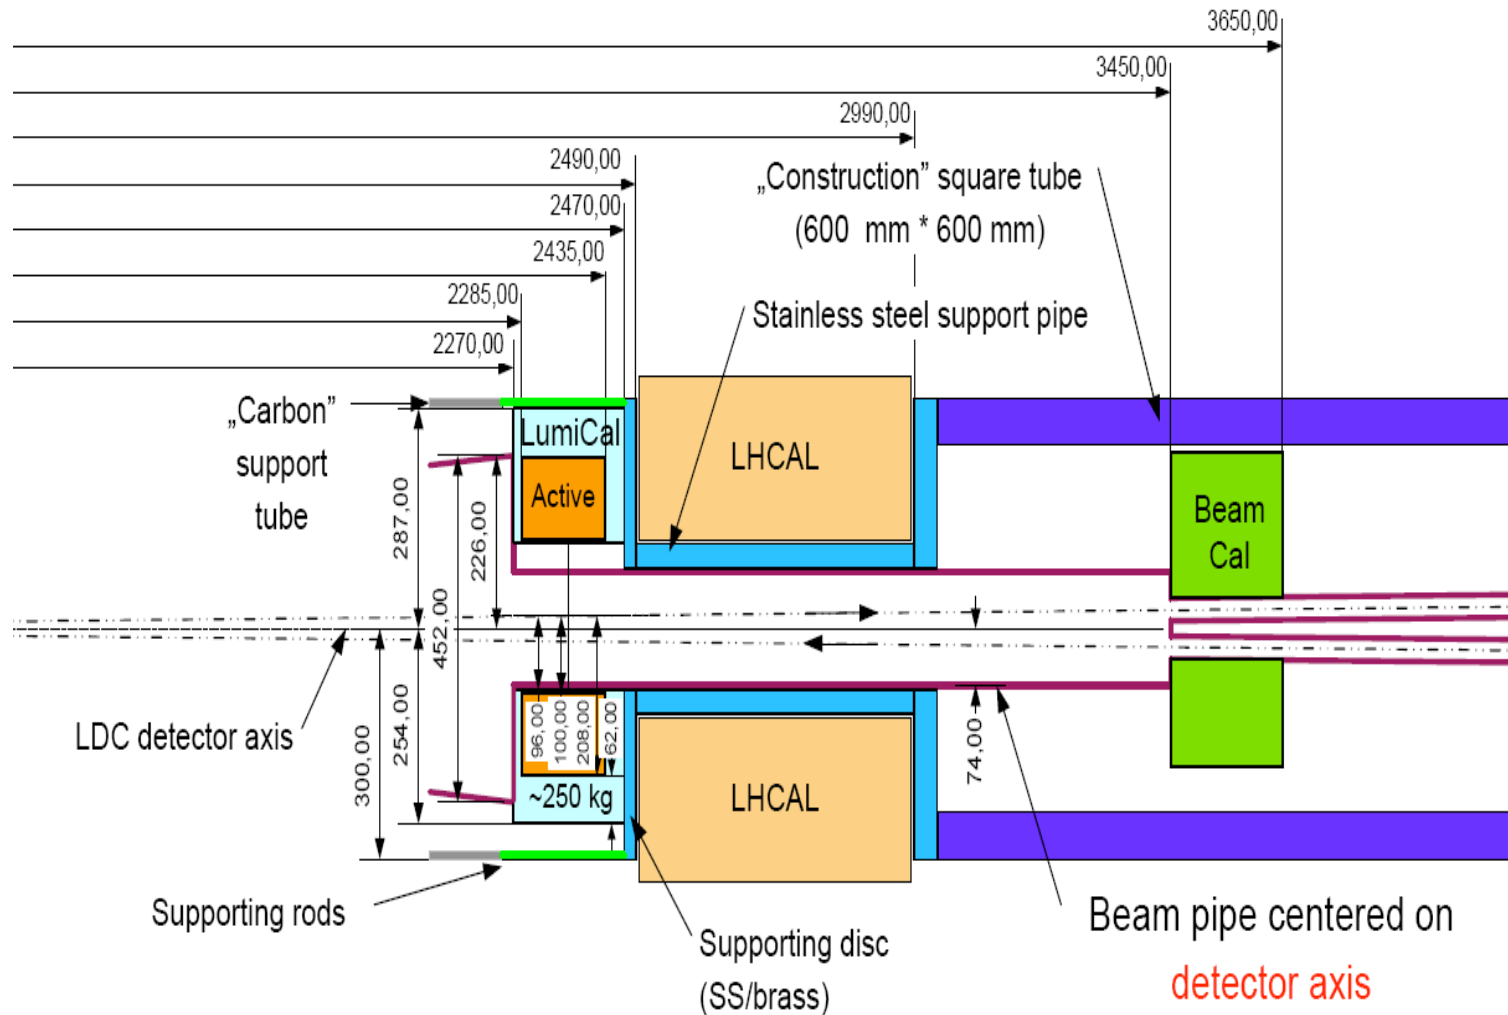 3650,00
3450,00
2990,00
2490,00
„Construction” square tube
(600 mm * 600 mm)
2470,00
2435,00
2285,00
Stainless steel support pipe
2270,00
„Carbon”
support
tube
LumiCal
Active
LHCAL
Beam
Cal
287,00
226,00
452,00
254,00
300,00
LDC detector axis
96,00
100,00
208,00
62,00
74,00
~250 kg
LHCAL
Supporting rods
Supporting disc
(SS/brass)
Beam pipe centered on
detector axis